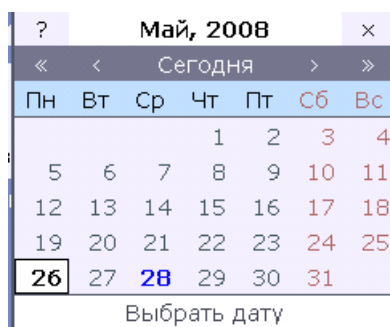 ? Май, 2008 ×
« ‹ Сегодня › »
Пн Вт Ср Чт Пт Сб Вс
1 2 3 4
5 6 7 8 9 10 11
12 13 14 15 16 17 18
19 20 21 22 23 24 25
26 27 28 29 30 31
Выбрать дату